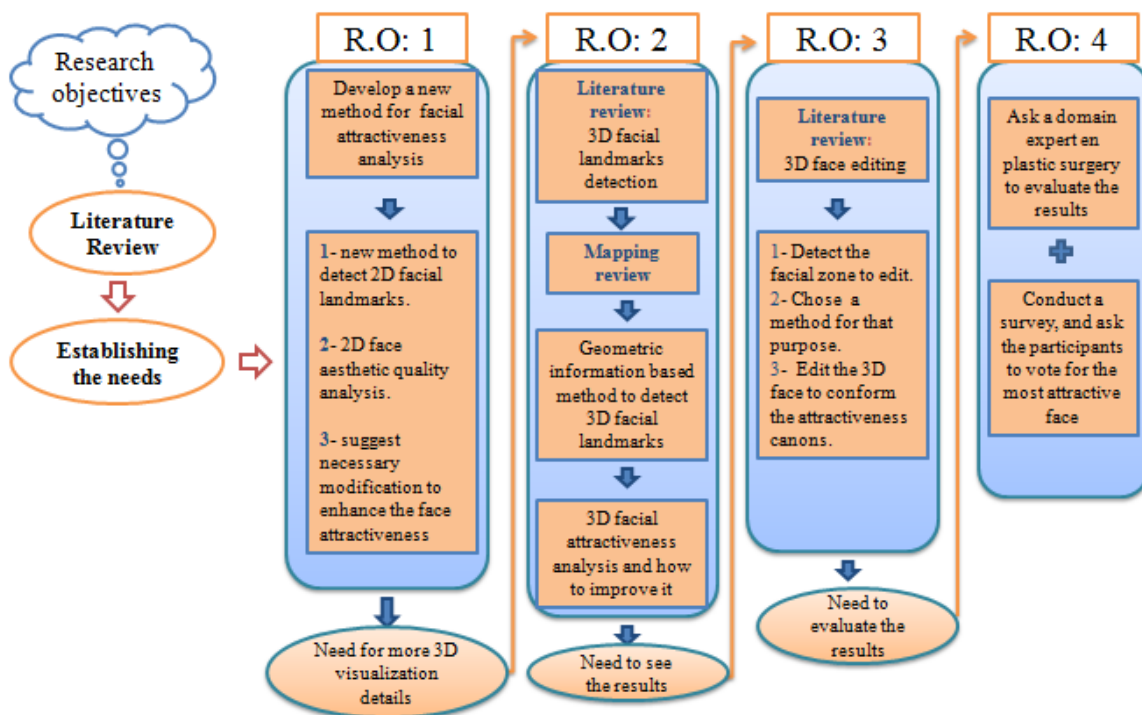 Research
objectives
Literature
Review
Establishing
the needs
R.O: 1
Develop a new
method for facial
attractiveness
analysis
1- new method to
detect 2D facial
landmarks.
2- 2D face
aesthetic quality
analysis.
3- suggest
necessary
modification to
enhance the face
attractiveness
Need for more 3D
visualization
details
R.O: 2
Literature
review:
3D facial
landmarks
detection
Mapping
review
Geometric
information based
method to detect
3D facial
landmarks
3D facial
attractiveness
analysis and how
to improve it
Need to see
the results
R.O: 3
Literature
review:
3D face editing
1- Detect the
facial zone to edit.
2- Chose a
method for that
purpose.
3- Edit the 3D
face to conform
the attractiveness
canons.
Need to
evaluate the
results
R.O: 4
Ask a domain
expert en
plastic surgery
to evaluate the
results
Conduct a
survey, and ask
the participants
to vote for the
most attractive
face